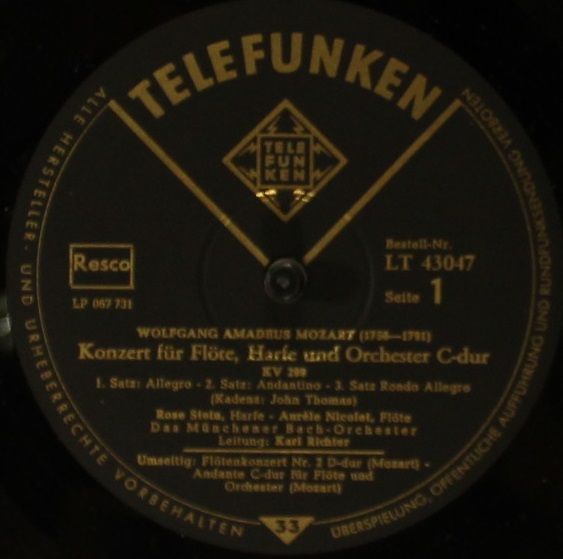 TELEFUNKEN
TELE
FUN
KEN
Resco
LP 067 731
Bestell-Nr.
LT 43047
Seite 1
WOLFGANG AMADEUS MOZART (1756—1791)
Konzert für Flöte, Harfe und Orchester C-dur
KV 299
1. Satz: Allegro - 2. Satz: Andantino - 3. Satz Rondo Allegro
(Kadenz: John Thomas)
Rose Stein, Harfe - Aurèle Nicolet, Flöte
Das Münchener Bach-Orchester
Leitung: Karl Richter
Umseitig: Flötenkonzert Nr. 2 D-dur (Mozart) -
Andante C-dur für Flöte und
Orchester (Mozart)
33
ALLE HERSTELLER- UND URHEBERRECHTE VORBEHALTEN
ÜBERSPIELUNG, ÖFFENTLICHE AUFFÜHRUNG UND RUNDFUNKSENDUNG VERBOTEN